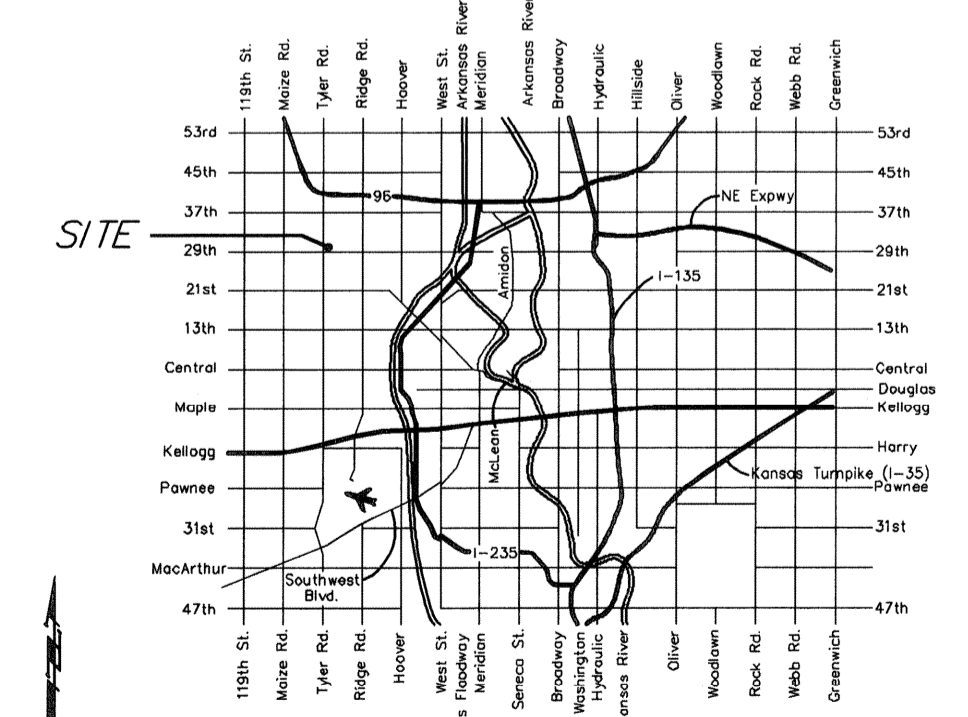 119th St.
Maize Rd.
Tyler Rd.
Ridge Rd.
Hoover
West St.
Arkansas River
Meridian
Arkansas River
Broadway
Hydraulic
Hillside
Oliver
Woodlawn
Rock Rd.
Webb Rd.
Greenwich
53rd
53rd
45th
45th
96
NE Expwy
37th
37th
SITE
29th
29th
Amidon
I-135
21st
21st
13th
13th
Central
Central
Douglas
Maple
Kellogg
McLean
Kellogg
Harry
Kansas Turnpike (I-35)
Pawnee
Pawnee
31st
31st
I-235
MacArthur
Southwest
Blvd.
47th
47th
119th St.
Maize Rd.
Tyler Rd.
Ridge Rd.
Hoover
West St.
s Floodway
Meridian
Seneca St.
Broadway
Washington
Hydraulic
ansas River
Oliver
Woodlawn
Rock Rd.
Webb Rd.
Greenwich